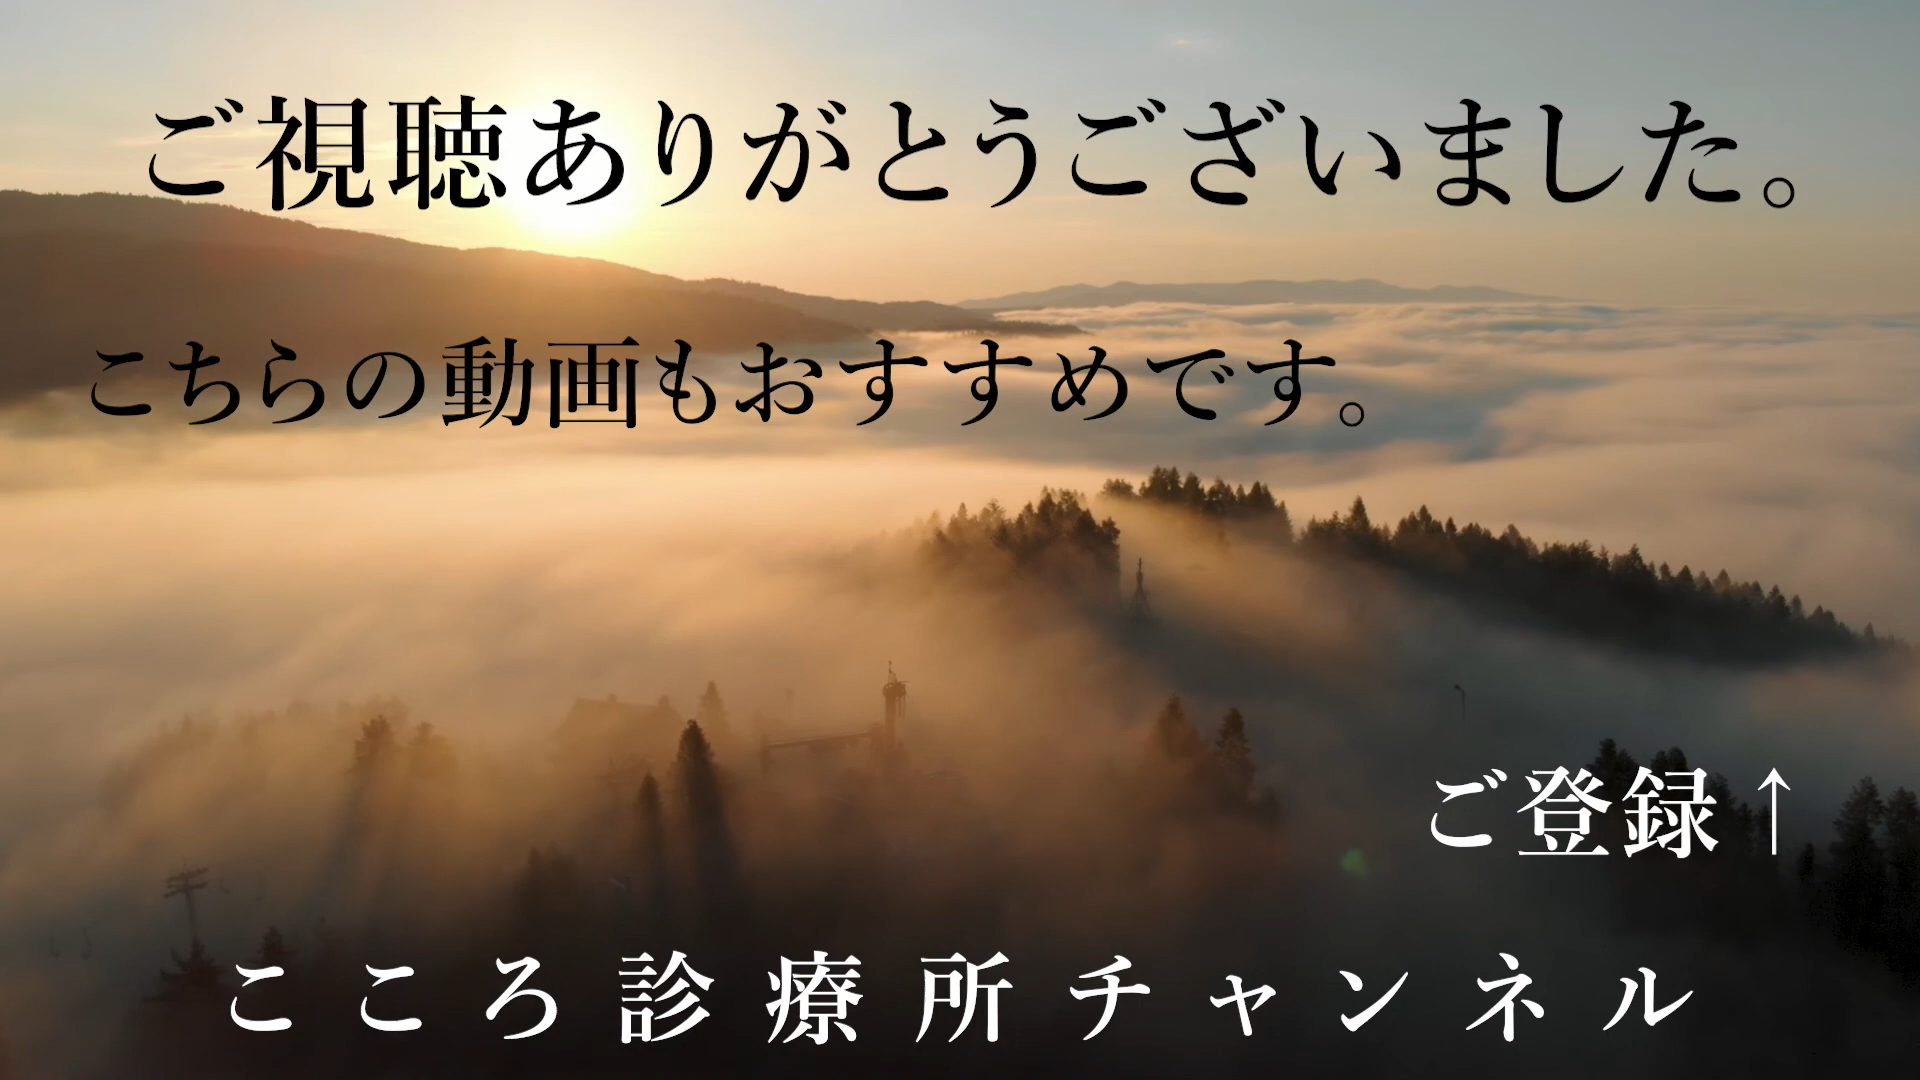 ご視聴ありがとうございました。
こちらの動画もおすすめです。
ご登録↑
こころ診療所チャンネル